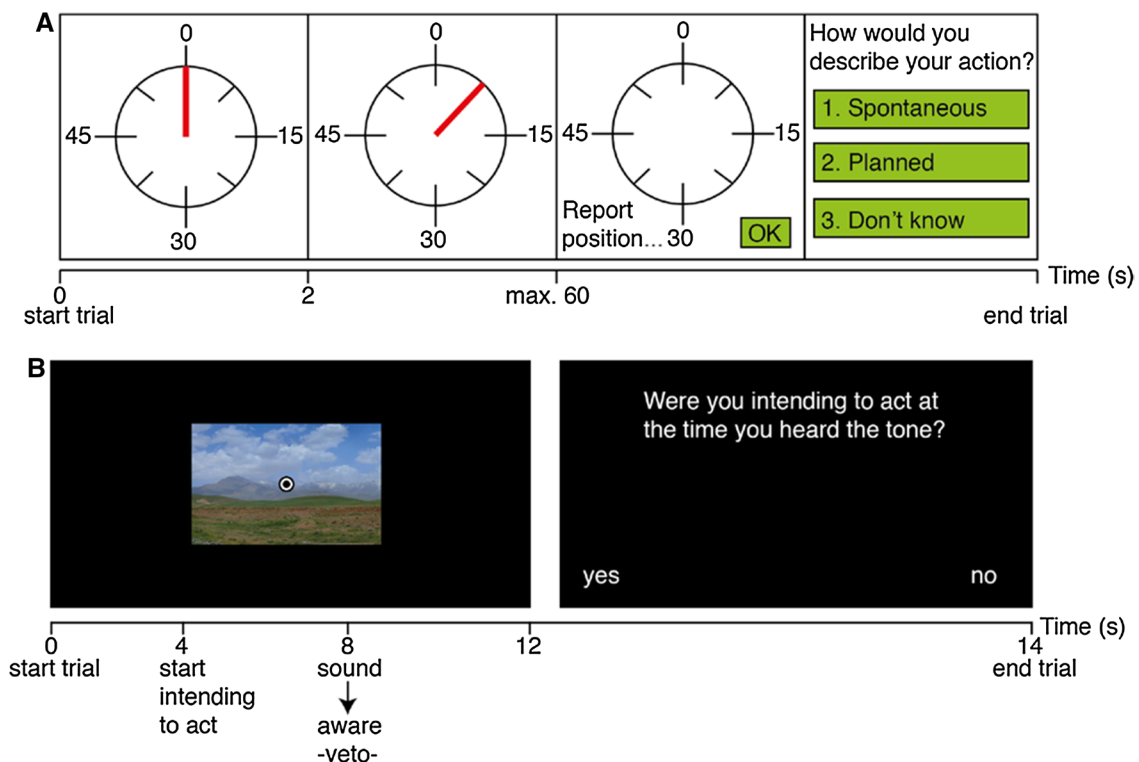 A
0
45
15
30
0
45
15
30
0
45
15
Report
position... 30
OK
How would you
describe your action?
1. Spontaneous
2. Planned
3. Don't know
0
2
max. 60
Time (s)
start trial
end trial
B
Were you intending to act at
the time you heard the tone?
yes
no
0
4
8
12
14
Time (s)
start trial
start
intending
to act
sound
aware
-veto-
end trial